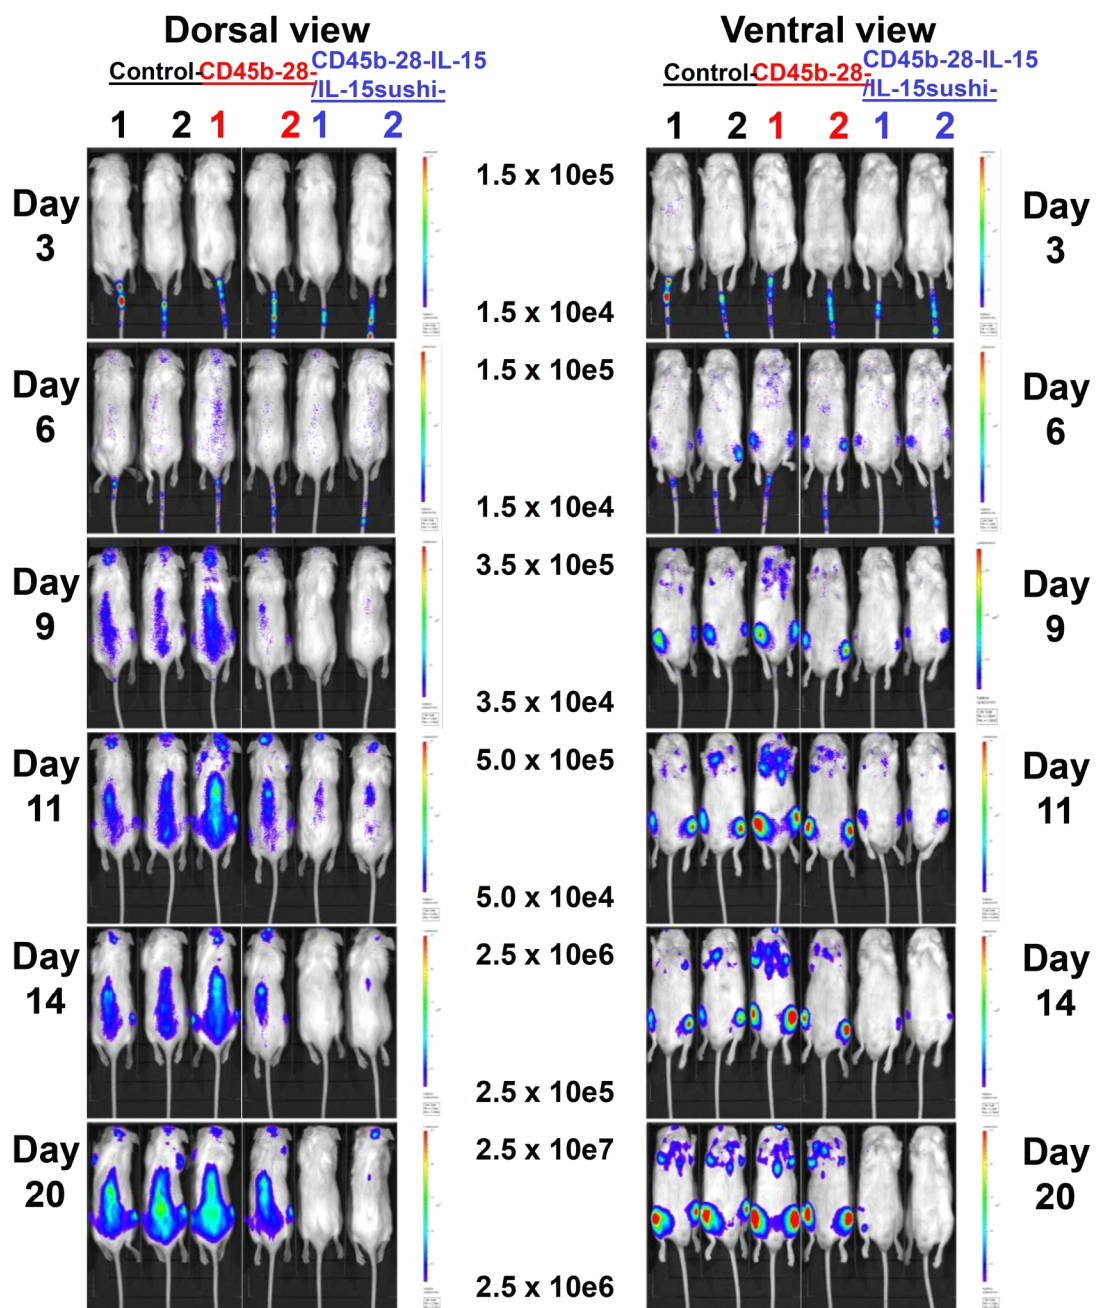 Dorsal view
Ventral view
Control-CD45b-28-
CD45b-28-IL-15
/IL-15sushi-
Control-CD45b-28-
CD45b-28-IL-15
/IL-15sushi-
1 2 1 2 1 2
1 2 1 2 1 2
Day
3
1.5 x 10e5
1.5 x 10e4
Day
3
Day
6
1.5 x 10e5
1.5 x 10e4
Day
6
Day
9
3.5 x 10e5
3.5 x 10e4
Day
9
Day
11
5.0 x 10e5
5.0 x 10e4
Day
11
Day
14
2.5 x 10e6
2.5 x 10e5
Day
14
Day
20
2.5 x 10e7
2.5 x 10e6
Day
20